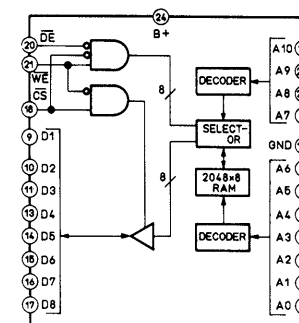 24
B+
20 DE
21 WE
18 CS
9 D1
10 D2
11 D3
13 D4
14 D5
15 D6
16 D7
17 D8
8
8
DECODER
SELECT-
OR
2048x8
RAM
DECODER
A10
A9
A8
A7
GND
A6
A5
A4
A3
A2
A1
A0